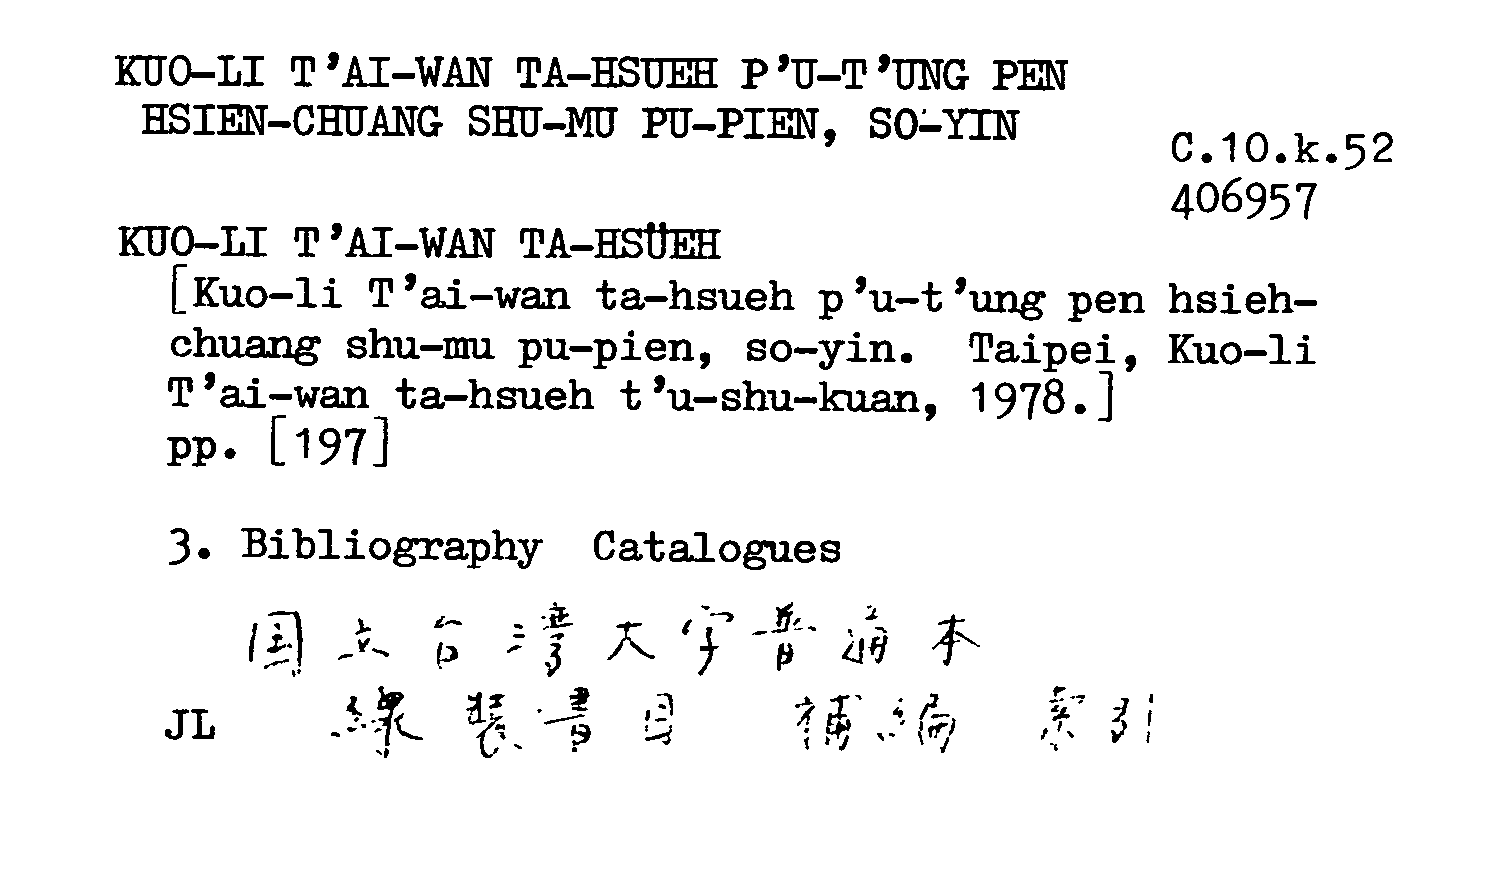 KUO-LI T'AI-WAN TA-HSUEH P'U-T'UNG PEN
HSIEN-CHUANG SHU-MU PU-PIEN, SO-YIN
C.10.k.52
406957
KUO-LI T'AI-WAN TA-HSÜEH
[Kuo-li T'ai-wan ta-hsueh p'u-t'ung pen hsieh-
chuang shu-mu pu-pien, so-yin. Taipei, Kuo-li
T'ai-wan ta-hsueh t'u-shu-kuan, 1978.]
pp. [197]
3. Bibliography Catalogues
国立台湾大学普通本
JL 線装書目 補編 索引